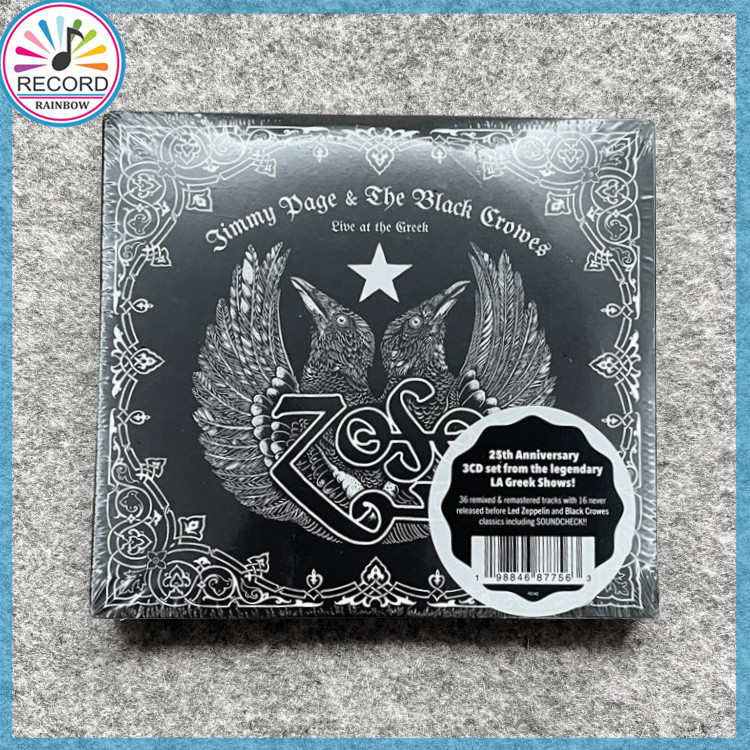 RECORD
RAINBOW
Jimmy Page & The Black Crowes
Live at the Greek
ZoSo
25th Anniversary
3CD set from the legendary
LA Greek Shows!
36 remixed & remastered tracks with 16 never
released before Led Zeppelin and Black Crowes
classics including SOUNDCHECK!!
1 98846 87756 3